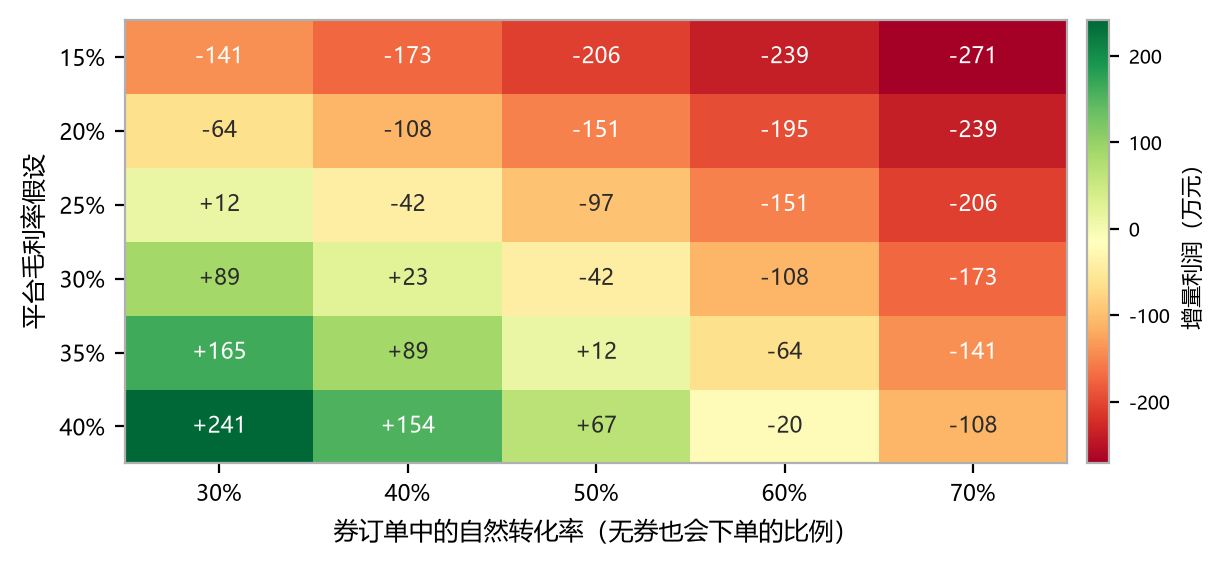 平台毛利率假设
15% -141 -173 -206 -239 -271
20% -64 -108 -151 -195 -239
25% +12 -42 -97 -151 -206
30% +89 +23 -42 -108 -173
35% +165 +89 +12 -64 -141
40% +241 +154 +67 -20 -108
30% 40% 50% 60% 70%
券订单中的自然转化率（无券也会下单的比例）
200
100
0
-100
-200
增量利润（万元）